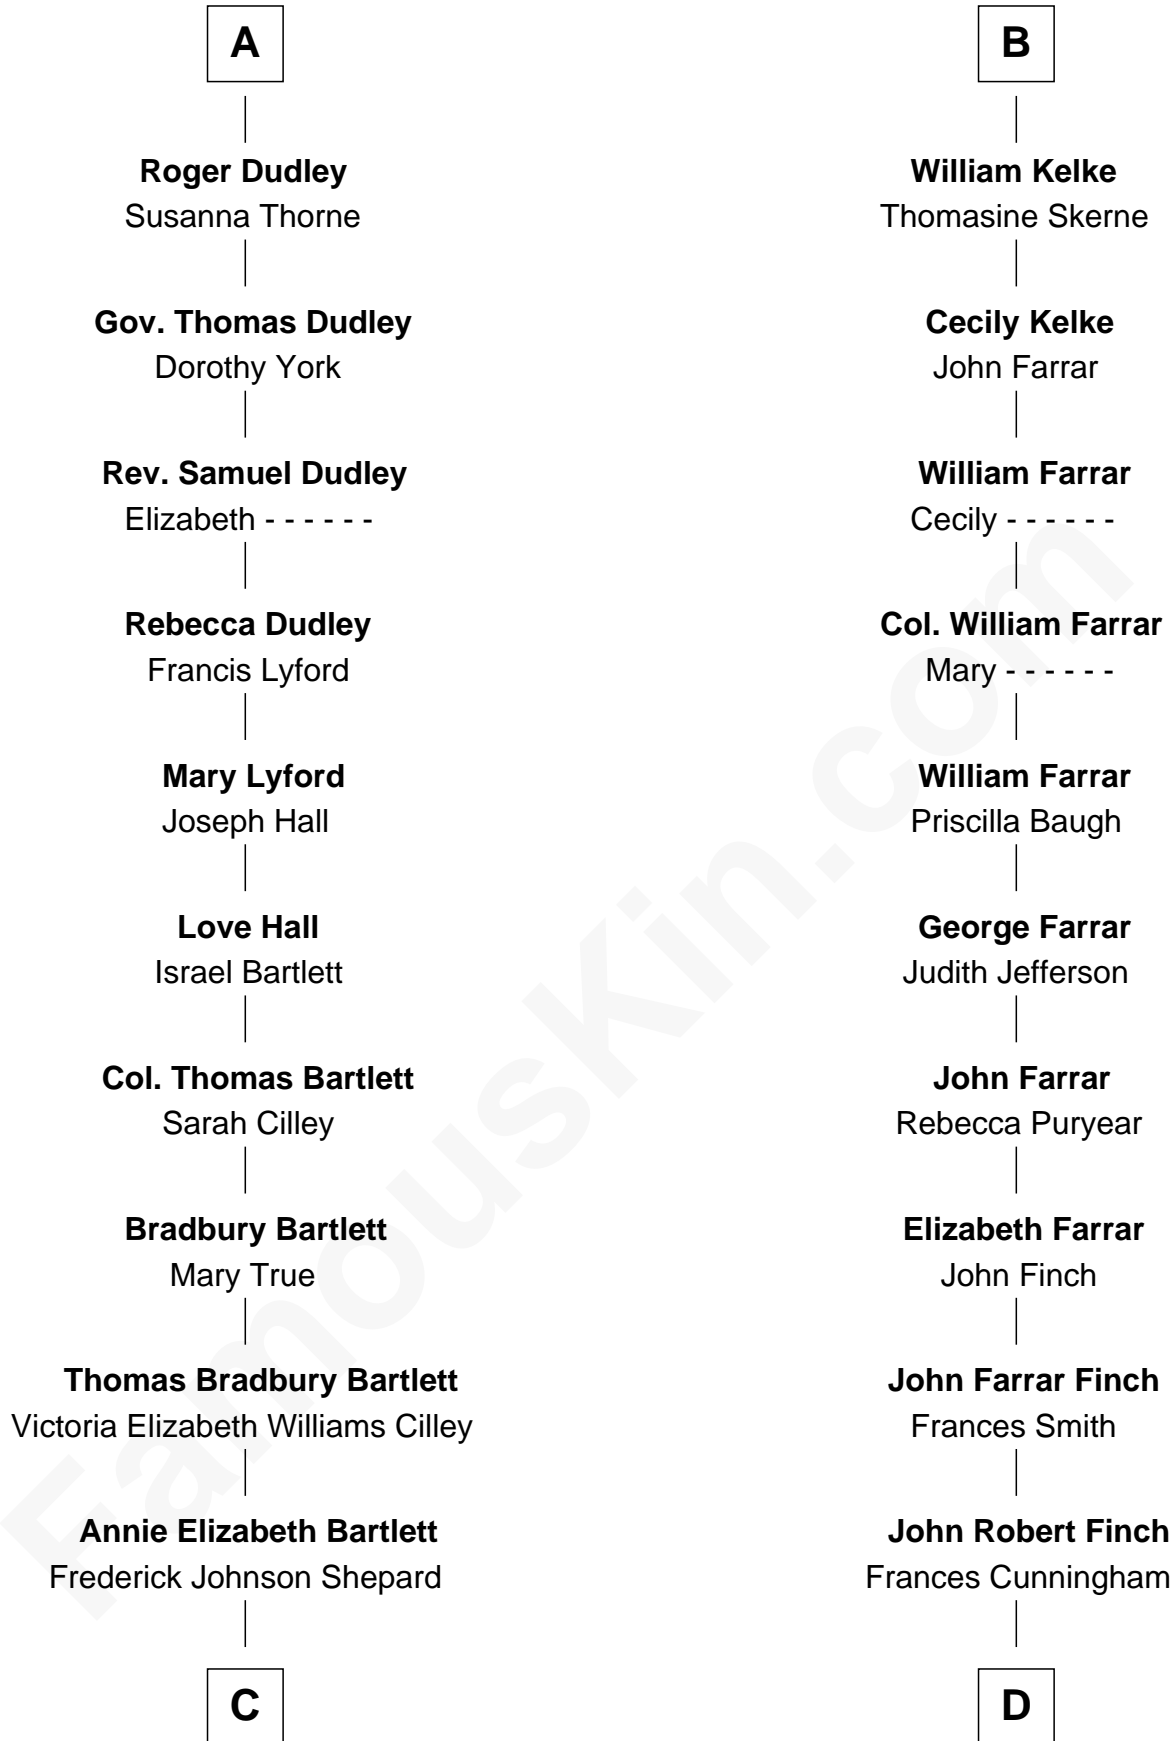 A
Roger Dudley
Susanna Thorne
Gov. Thomas Dudley
Dorothy York
Rev. Samuel Dudley
Elizabeth - - - - - -
Rebecca Dudley
Francis Lyford
Mary Lyford
Joseph Hall
Love Hall
Israel Bartlett
Col. Thomas Bartlett
Sarah Cilley
Bradbury Bartlett
Mary True
Thomas Bradbury Bartlett
Victoria Elizabeth Williams Cilley
Annie Elizabeth Bartlett
Frederick Johnson Shepard
C
B
William Kelke
Thomasine Skerne
Cecily Kelke
John Farrar
William Farrar
Cecily - - - - - -
Col. William Farrar
Mary - - - - - -
William Farrar
Priscilla Baugh
George Farrar
Judith Jefferson
John Farrar
Rebecca Puryear
Elizabeth Farrar
John Finch
John Farrar Finch
Frances Smith
John Robert Finch
Frances Cunningham
D
FamousKin.com